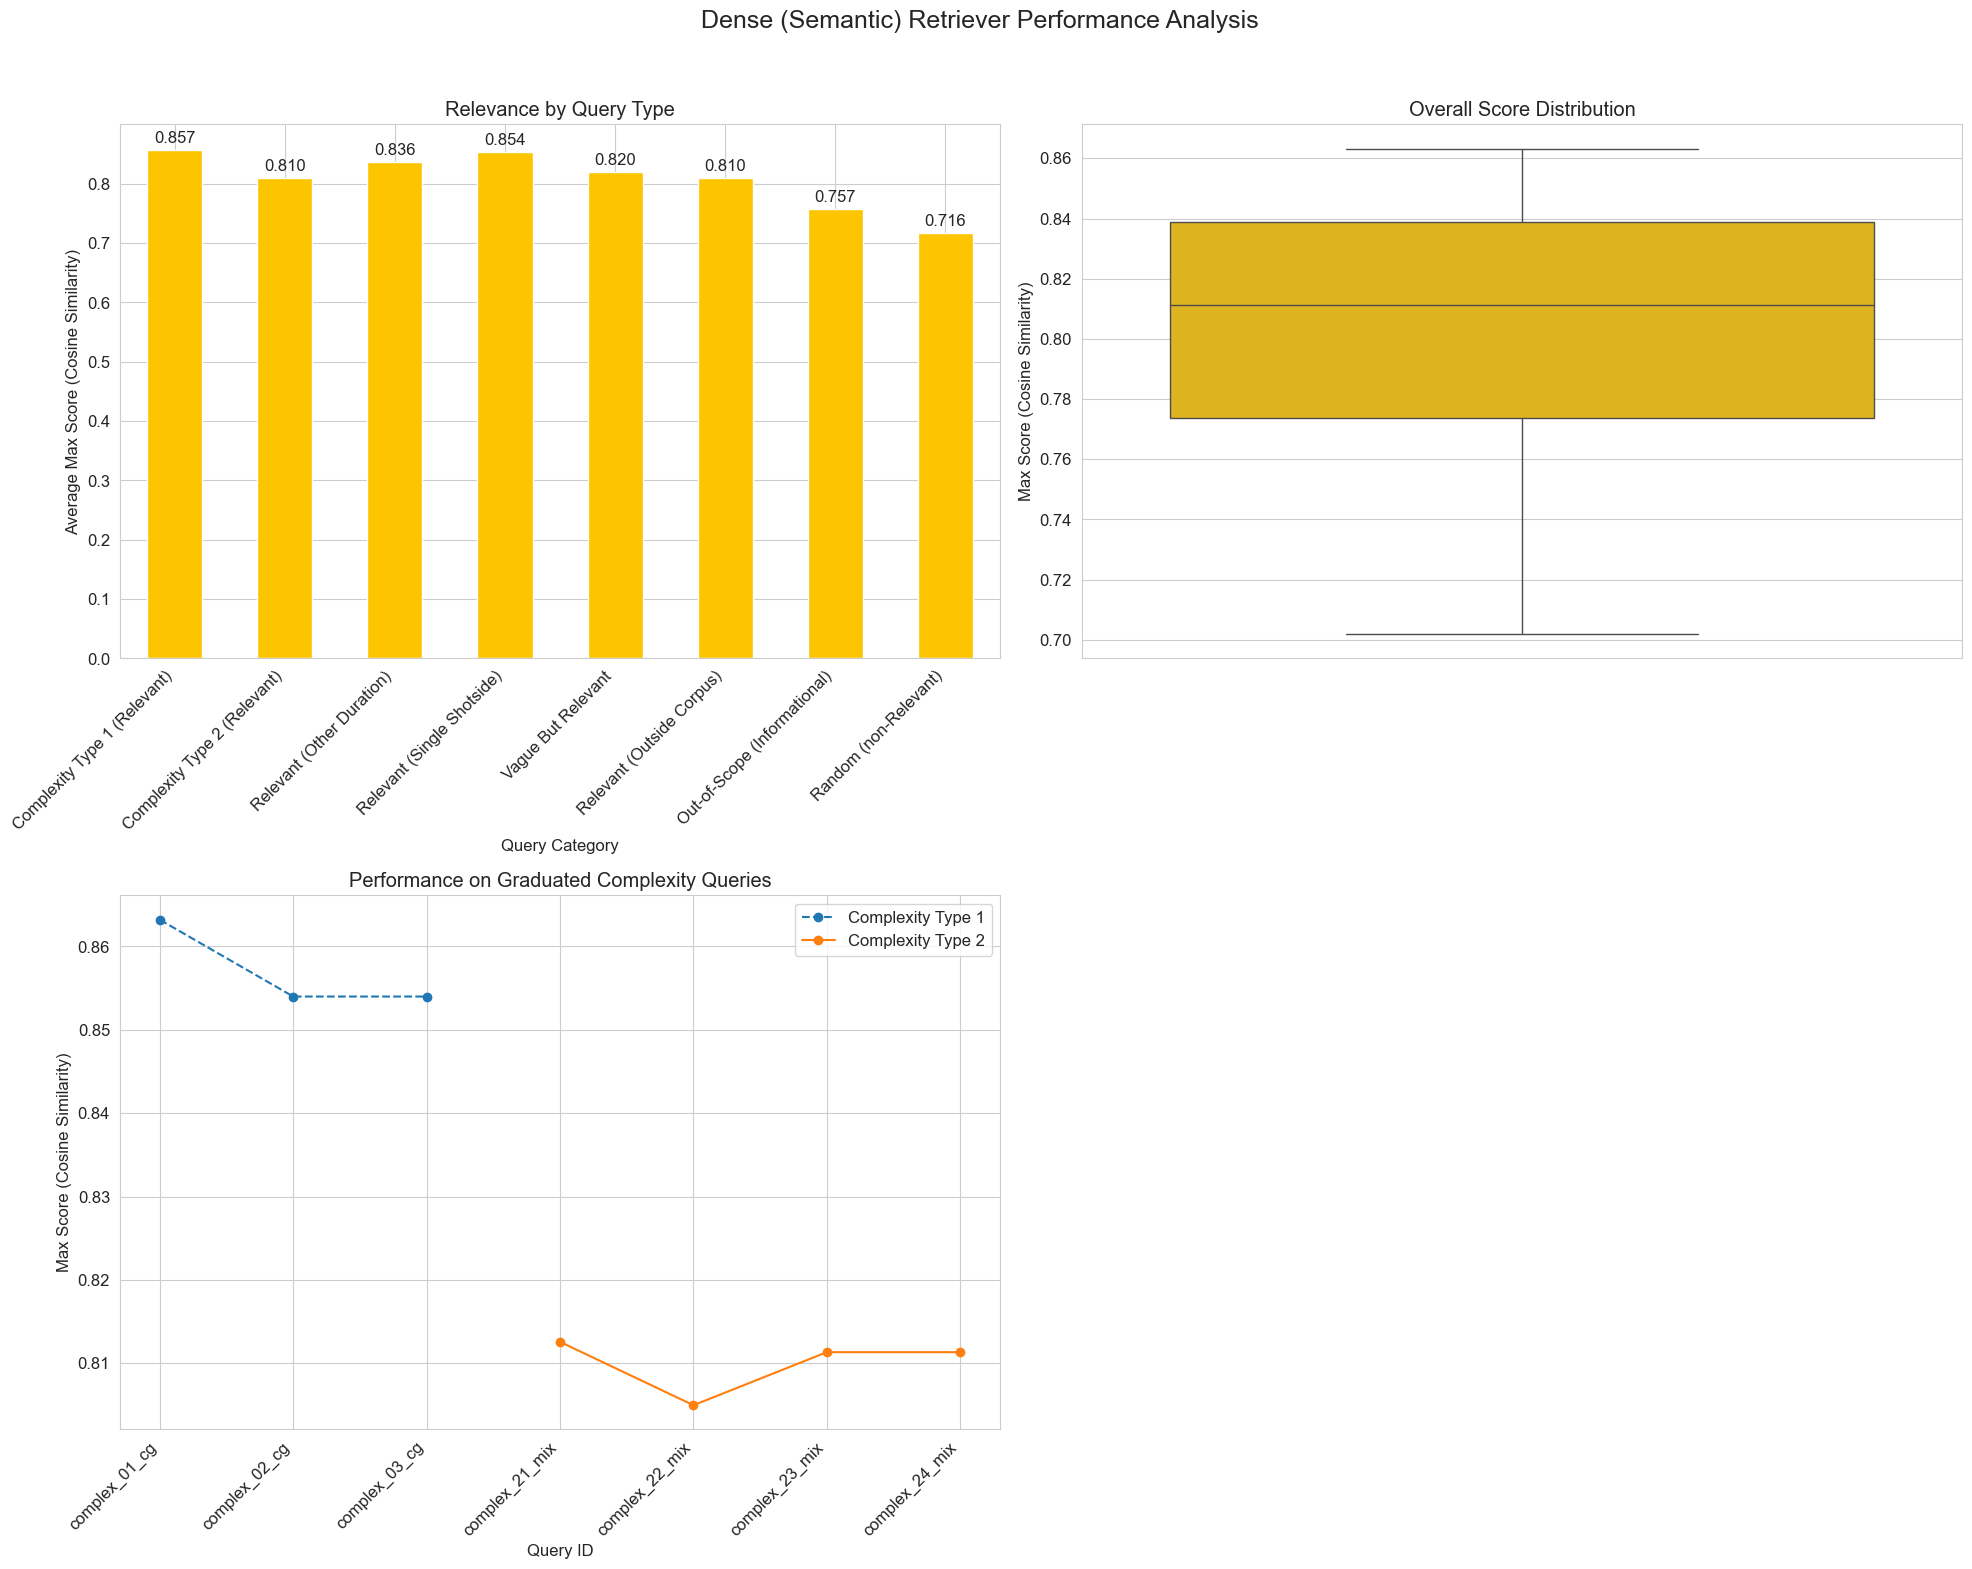 Dense (Semantic) Retriever Performance Analysis
Relevance by Query Type
Average Max Score (Cosine Similarity)
0.8
0.7
0.6
0.5
0.4
0.3
0.2
0.1
0.0
0.857
0.810
0.836
0.854
0.820
0.810
0.757
0.716
Complexity Type 1 (Relevant)
Complexity Type 2 (Relevant)
Relevant (Other Duration)
Relevant (Single Shotside)
Vague But Relevant
Relevant (Outside Corpus)
Out-of-Scope (Informational)
Random (non-Relevant)
Query Category
Overall Score Distribution
Max Score (Cosine Similarity)
0.86
0.84
0.82
0.80
0.78
0.76
0.74
0.72
0.70
Performance on Graduated Complexity Queries
Max Score (Cosine Similarity)
0.86
0.85
0.84
0.83
0.82
0.81
Complexity Type 1
Complexity Type 2
complex_01_cg
complex_02_cg
complex_03_cg
complex_21_mix
complex_22_mix
complex_23_mix
complex_24_mix
Query ID